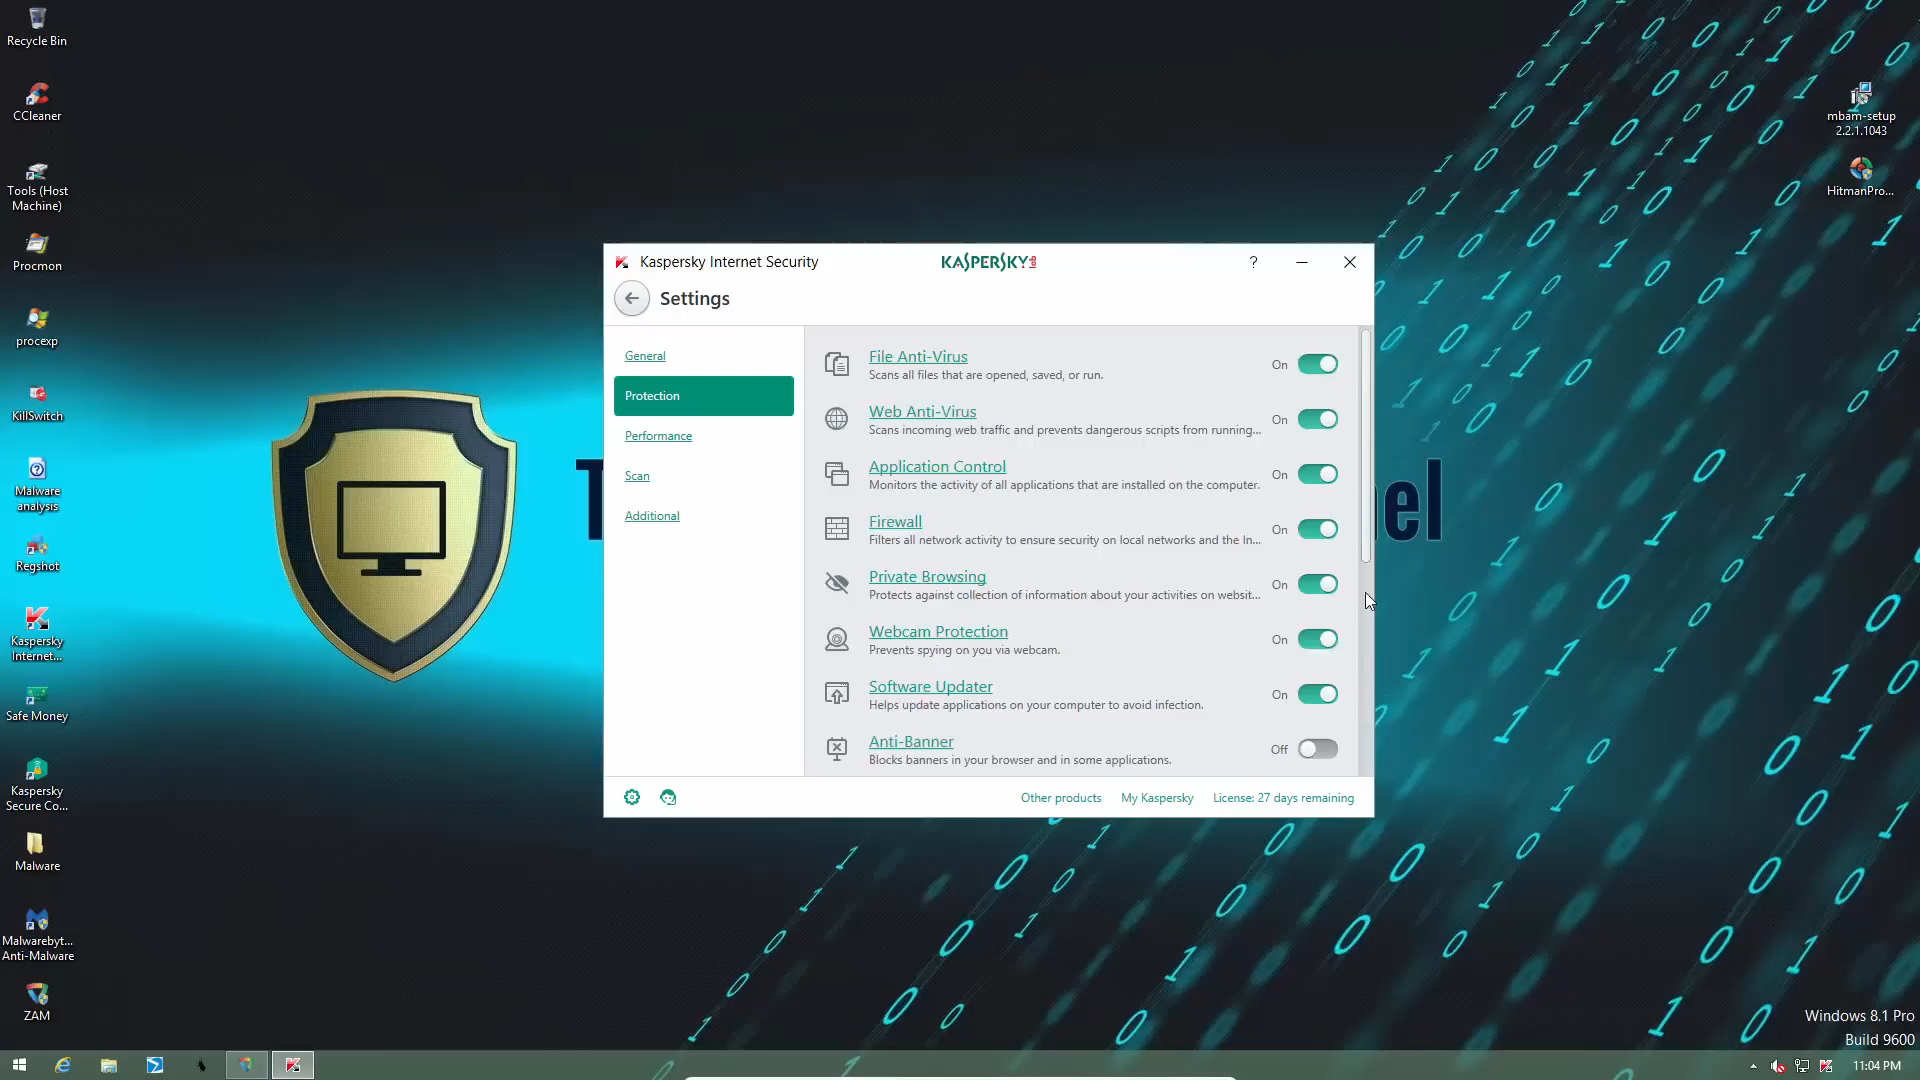 Recycle Bin
CCleaner
Tools (Host
Machine)
Procmon
procexp
KillSwitch
Malware
analysis
Regshot
Kaspersky
Internet...
Safe Money
Kaspersky
Secure Co...
Malware
Malwarebyt...
Anti-Malware
ZAM
mbam-setup
2.2.1.1043
HitmanPro...
Kaspersky Internet Security
KASPERSKY lab
?
Settings
General
Protection
Performance
Scan
Additional
File Anti-Virus
Scans all files that are opened, saved, or run.
On
Web Anti-Virus
Scans incoming web traffic and prevents dangerous scripts from running...
On
Application Control
Monitors the activity of all applications that are installed on the computer.
On
Firewall
Filters all network activity to ensure security on local networks and the In...
On
Private Browsing
Protects against collection of information about your activities on websit...
On
Webcam Protection
Prevents spying on you via webcam.
On
Software Updater
Helps update applications on your computer to avoid infection.
On
Anti-Banner
Blocks banners in your browser and in some applications.
Off
Other products
My Kaspersky
License: 27 days remaining
T
el
Windows 8.1 Pro
Build 9600
11:04 PM